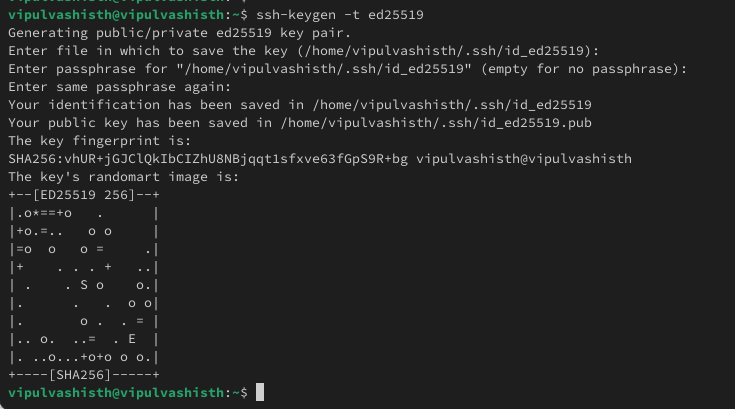 vipulvashisth@vipulvashisth:~$ ssh-keygen -t ed25519
Generating public/private ed25519 key pair.
Enter file in which to save the key (/home/vipulvashisth/.ssh/id_ed25519):
Enter passphrase for "/home/vipulvashisth/.ssh/id_ed25519" (empty for no passphrase):
Enter same passphrase again:
Your identification has been saved in /home/vipulvashisth/.ssh/id_ed25519
Your public key has been saved in /home/vipulvashisth/.ssh/id_ed25519.pub
The key fingerprint is:
SHA256:vhUR+jGJClQkIbCIZhU8NBjqqt1sfxve63fGpS9R+bg vipulvashisth@vipulvashisth
The key's randomart image is:
+--[ED25519 256]--+
|.o*==+o   .      |
|+o.=..   o o     |
|=o  o   o =     .|
|+    . . . +   ..|
| .    . S o    o.|
|.      .   .  o o|
|.       o .  . = |
|.. o.  ..=  . E  |
|. ..o...+o+o o o.|
+----[SHA256]-----+
vipulvashisth@vipulvashisth:~$